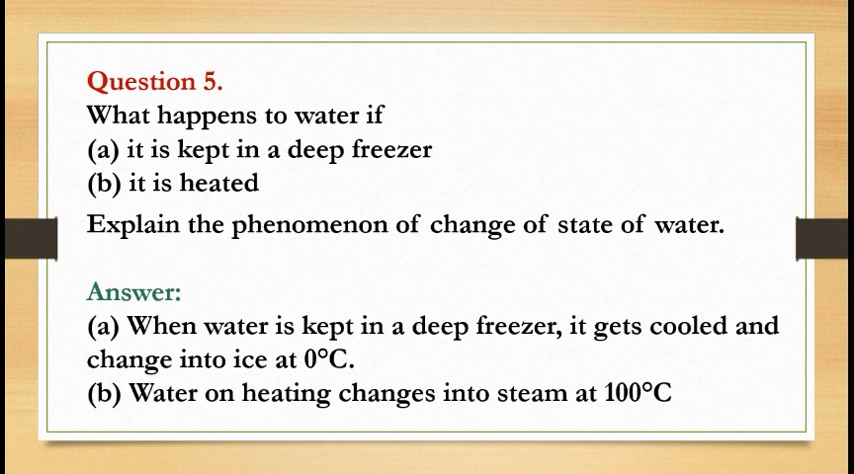 Question 5.
What happens to water if
(a) it is kept in a deep freezer
(b) it is heated
Explain the phenomenon of change of state of water.
Answer:
(a) When water is kept in a deep freezer, it gets cooled and
change into ice at 0°C.
(b) Water on heating changes into steam at 100°C